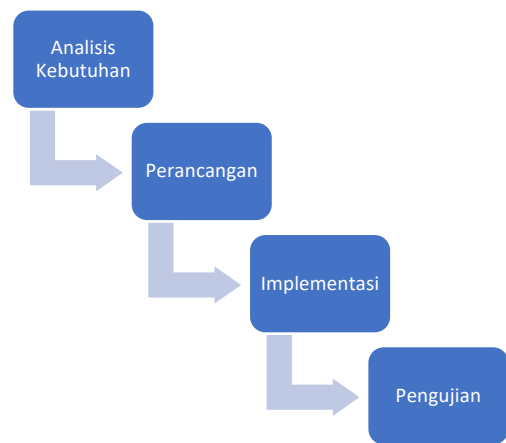 Analisis
Kebutuhan
Perancangan
Implementasi
Pengujian